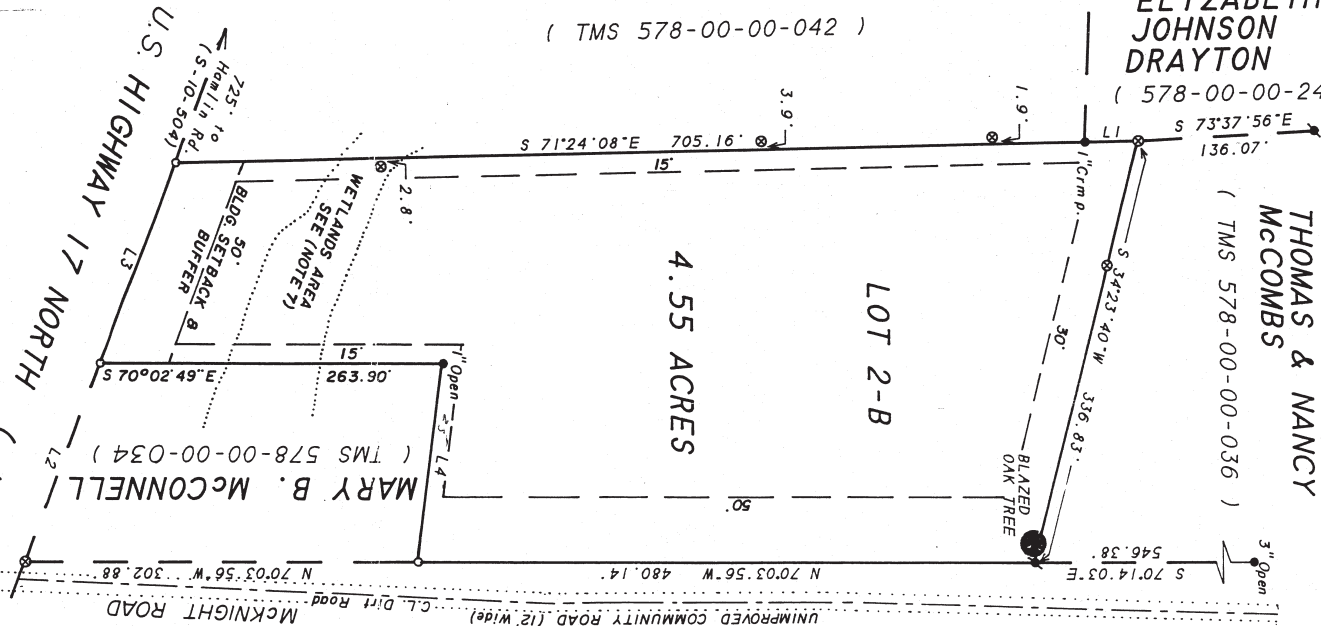 ( TMS 578-00-00-042 )
JOHNSON
DRAYTON
( 578-00-00-24
U.S. HIGHWAY 17 NORTH
725' to
Hamlin Rd.
(S-10-504)
S 71°24'08"E 705.16'
15'
3.9'
1.9'
2.8'
L1
S 73°37'56"E
136.07'
1"Crmp.
THOMAS & NANCY
McCOMBS
( TMS 578-00-00-036 )
S 34°23'40"W 336.83'
30'
L3
50'
BLDG. SETBACK &
BUFFER
WETLANDS AREA
SEE (NOTE 7)
4.55 ACRES
LOT 2-B
15'
S 70°02'49"E 263.90'
1"Open
25'
L4
( TMS 578-00-00-034 )
MARY B. McCONNELL
L2
50'
BLAZED
OAK TREE
N 70°03'56"W 302.88'
N 70°03'56"W 480.14'
S 70°14'03"E
546.38'
3"Open
McKNIGHT ROAD
C.L. Dirt Road
UNIMPROVED COMMUNITY ROAD (12' Wide)